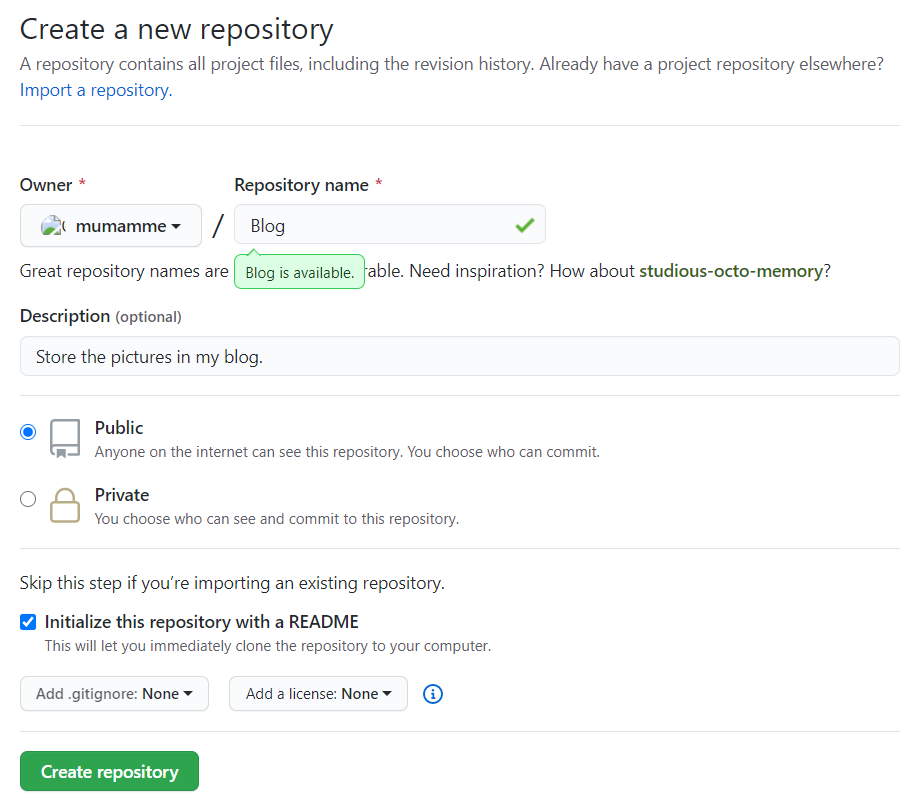 Create a new repository
A repository contains all project files, including the revision history. Already have a project repository elsewhere?
Import a repository.
Owner *
Repository name *
mumamme
/
Blog
Great repository names are
Blog is available.
rable. Need inspiration? How about studious-octo-memory?
Description (optional)
Store the pictures in my blog.
Public
Anyone on the internet can see this repository. You choose who can commit.
Private
You choose who can see and commit to this repository.
Skip this step if you’re importing an existing repository.
Initialize this repository with a README
This will let you immediately clone the repository to your computer.
Add .gitignore: None
Add a license: None
Create repository